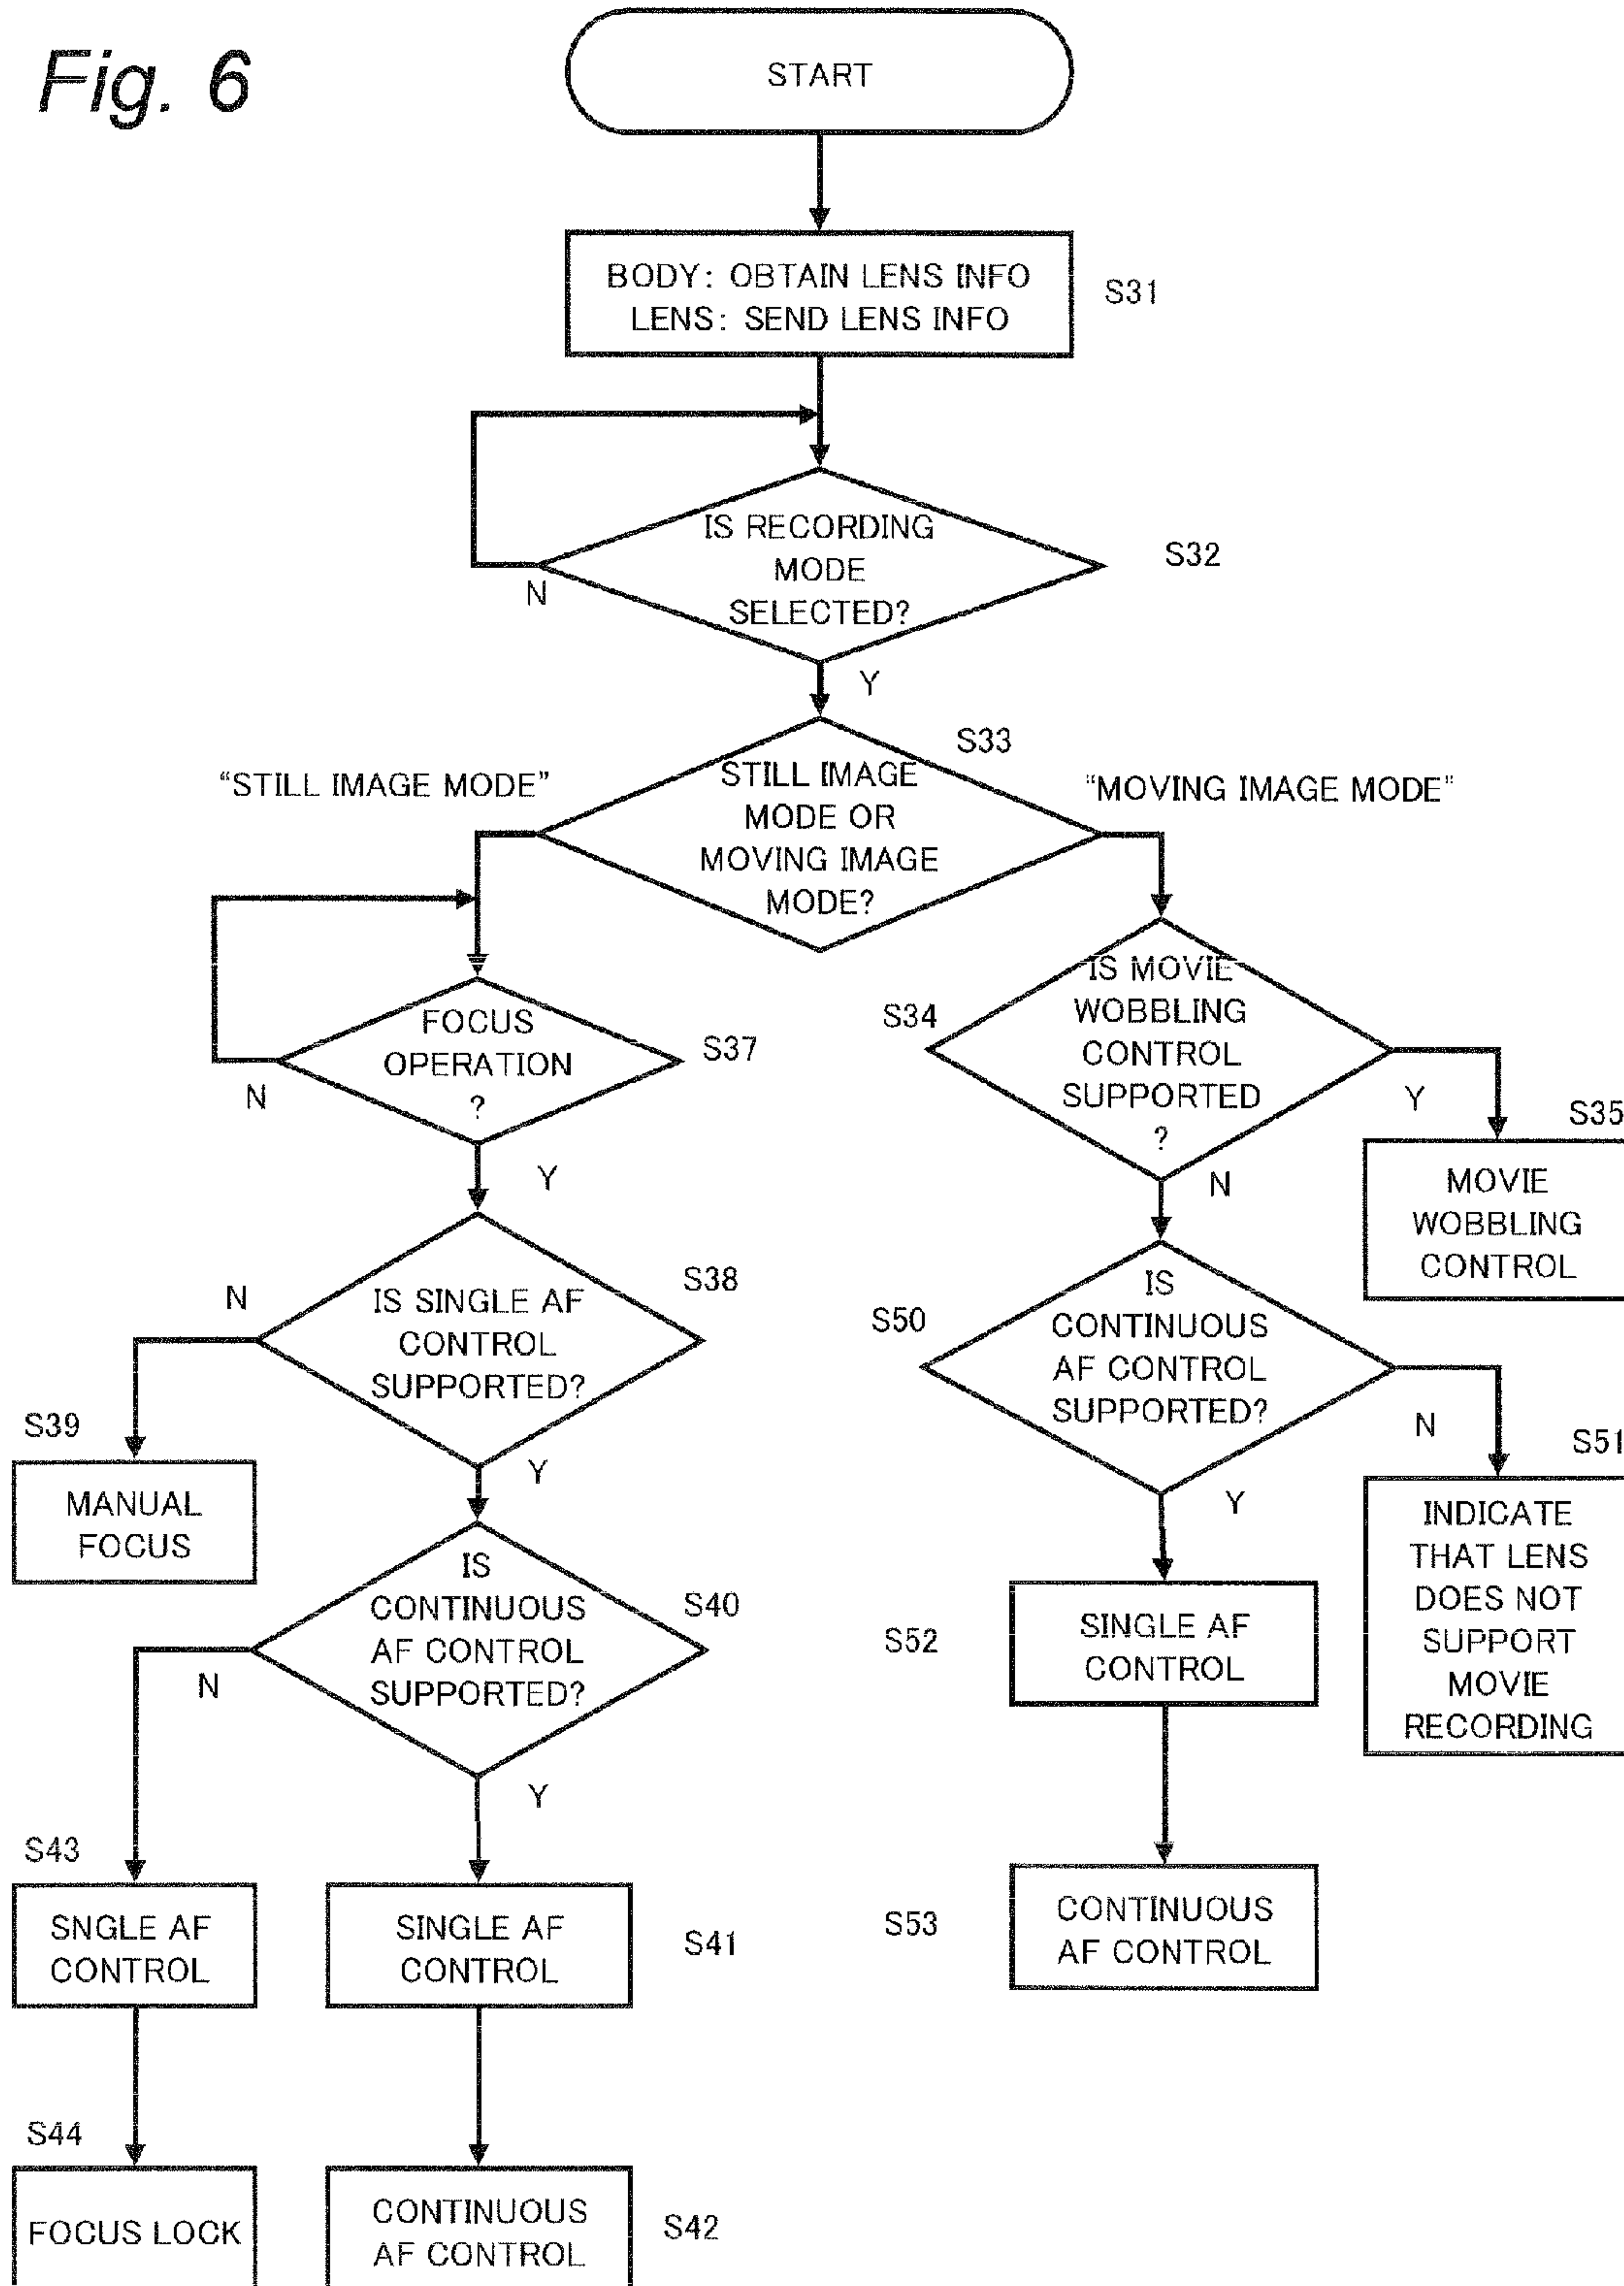 Fig. 6
START
BODY: OBTAIN LENS INFO
LENS: SEND LENS INFO
S31
IS RECORDING
MODE
SELECTED?
S32
N
Y
S33
"STILL IMAGE MODE"
STILL IMAGE
MODE OR
MOVING IMAGE
MODE?
"MOVING IMAGE MODE"
FOCUS
OPERATION
?
S37
N
Y
S34
IS MOVIE
WOBBLING
CONTROL
SUPPORTED
?
Y
N
S35
MOVIE
WOBBLING
CONTROL
S38
IS SINGLE AF
CONTROL
SUPPORTED?
N
Y
S39
MANUAL
FOCUS
S50
IS
CONTINUOUS
AF CONTROL
SUPPORTED?
N
Y
S51
INDICATE
THAT LENS
DOES NOT
SUPPORT
MOVIE
RECORDING
S40
IS
CONTINUOUS
AF CONTROL
SUPPORTED?
N
Y
S52
SINGLE AF
CONTROL
S43
SNGLE AF
CONTROL
SINGLE AF
CONTROL
S41
S53
CONTINUOUS
AF CONTROL
S44
FOCUS LOCK
CONTINUOUS
AF CONTROL
S42